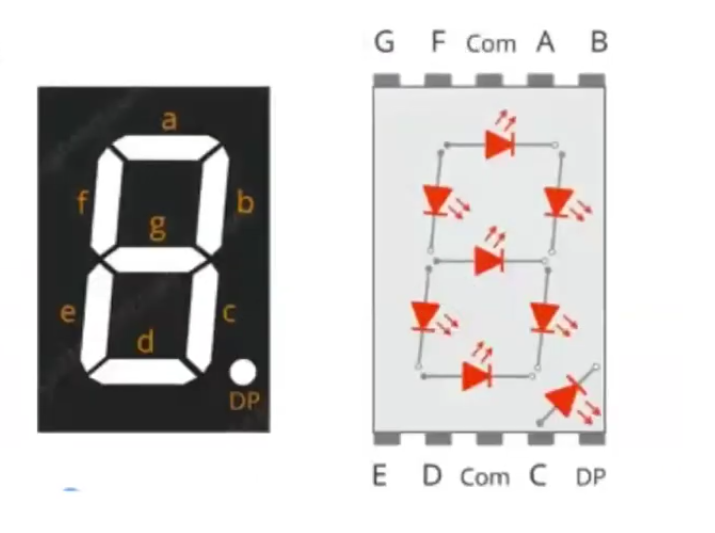 G F Com A B
a
f b
g
e c
d
DP
E D Com C DP